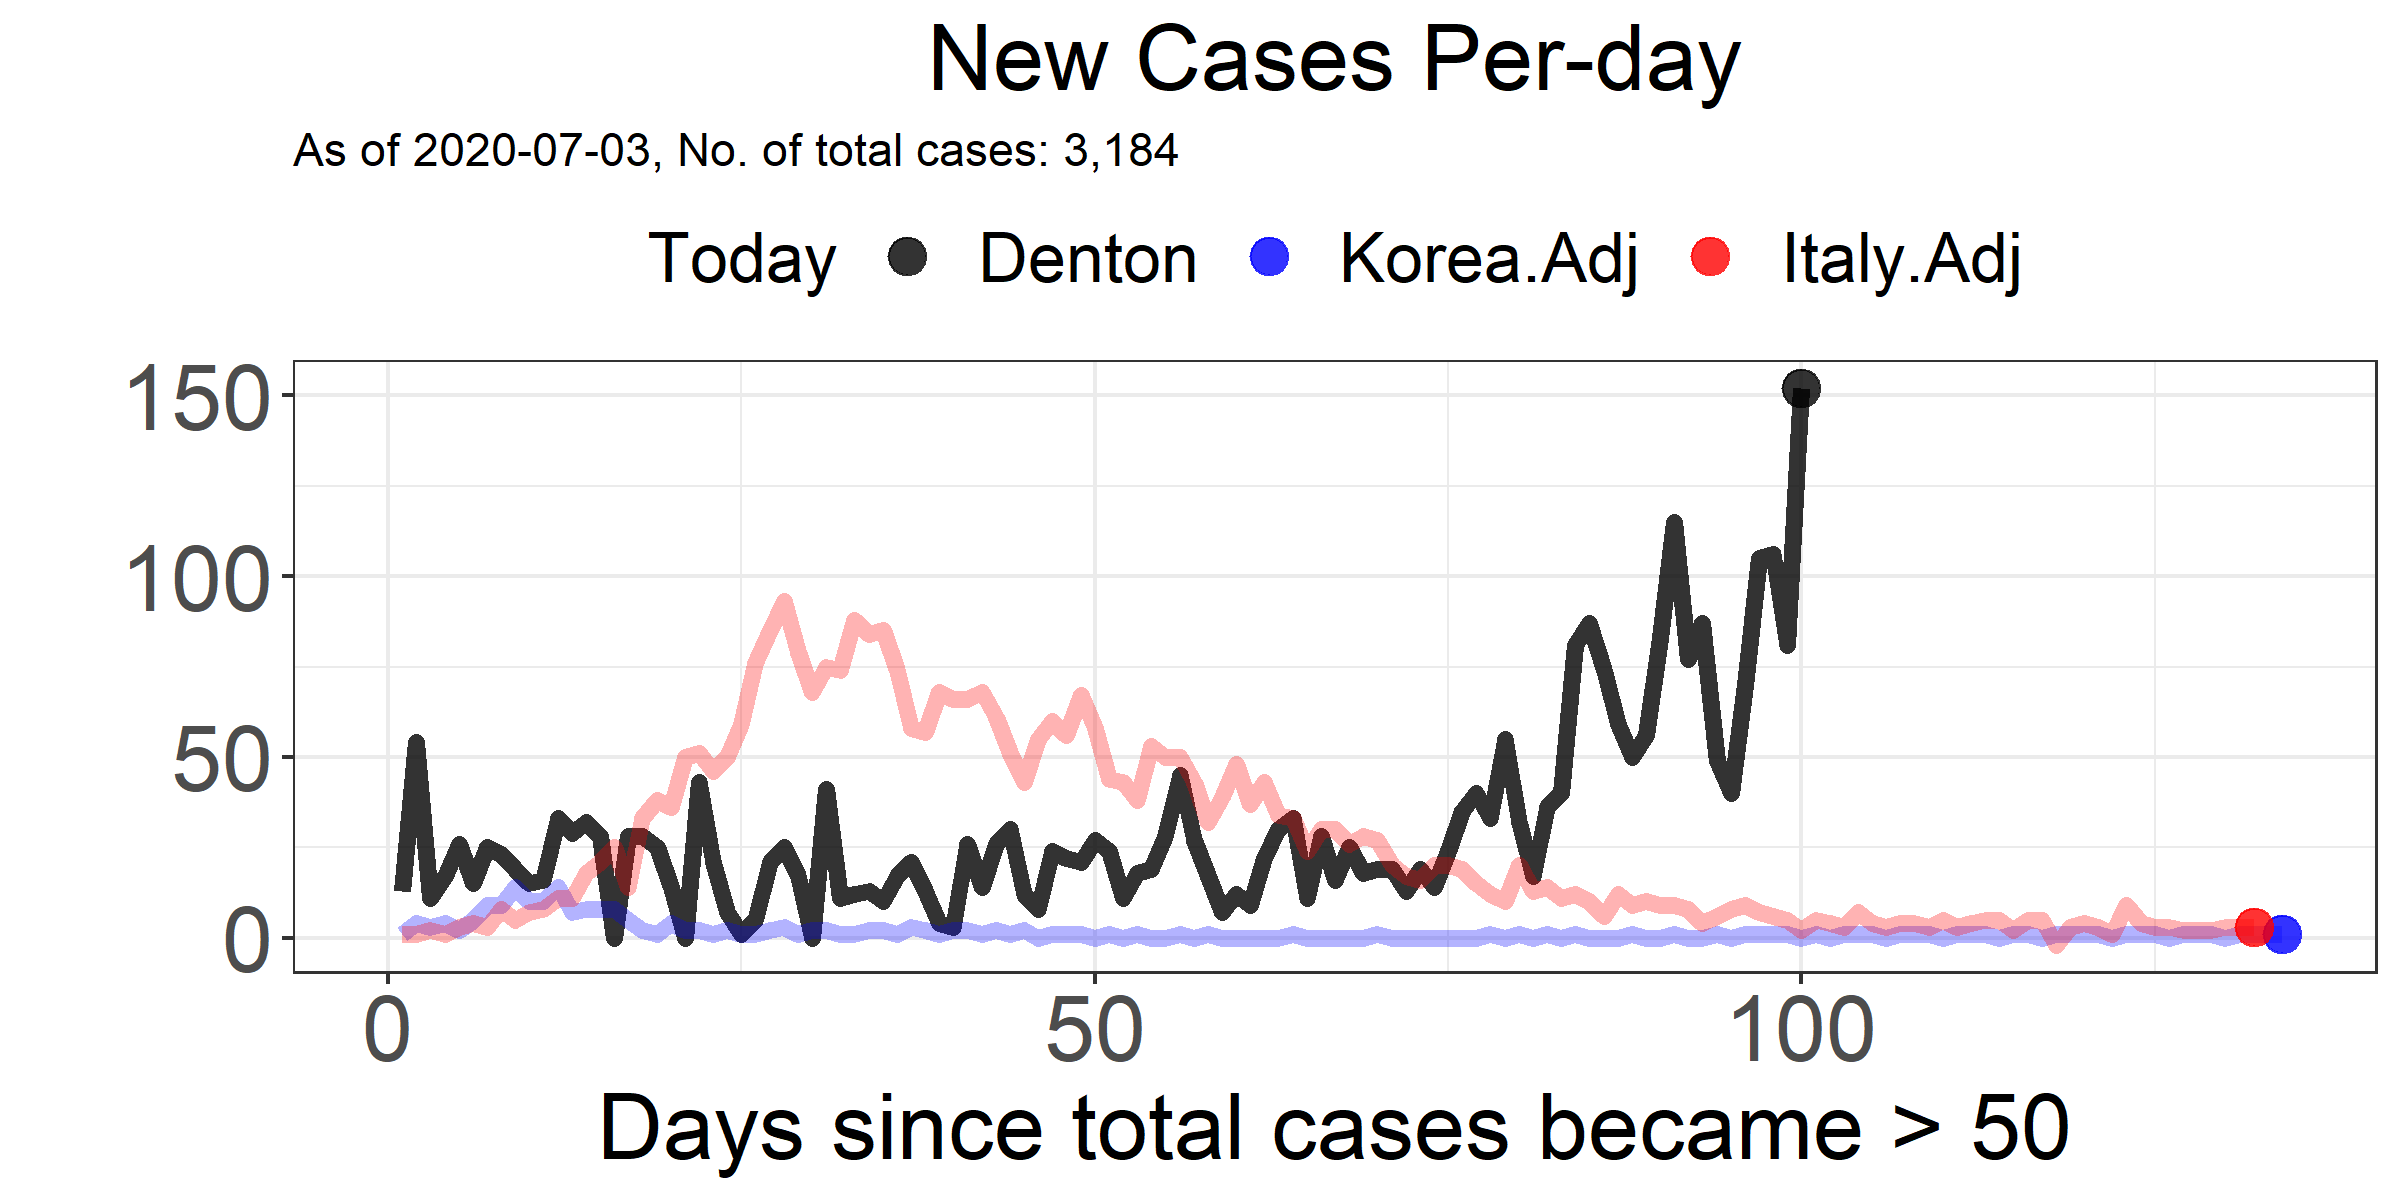 New Cases Per-day
As of 2020-07-03, No. of total cases: 3,184
Today Denton Korea.Adj Italy.Adj
150
100
50
0
0 50 100
Days since total cases became > 50